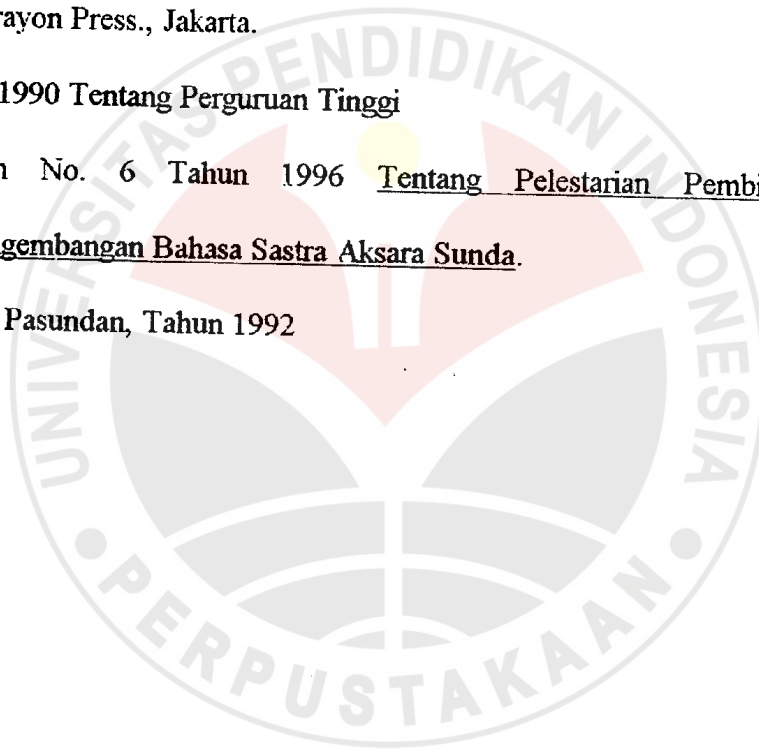 rayon Press., Jakarta.
1990 Tentang Perguruan Tinggi
n No. 6 Tahun 1996 Tentang Pelestarian Pembi
gembangan Bahasa Sastra Aksara Sunda.
Pasundan, Tahun 1992
UNIVERSITAS PENDIDIKAN INDONESIA
PERPUSTAKAAN